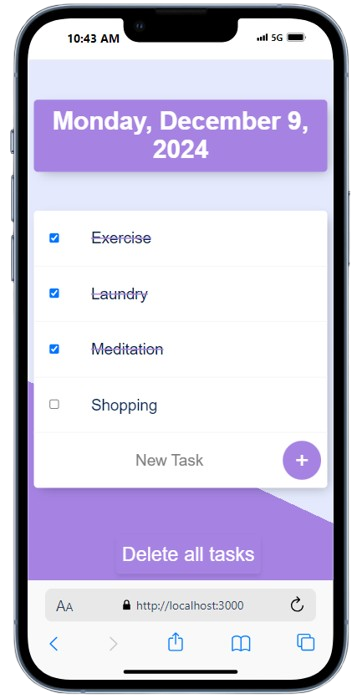 10:43 AM 5G
Monday, December 9,
2024
Exercise
Laundry
Meditation
Shopping
New Task +
Delete all tasks
AA http://localhost:3000